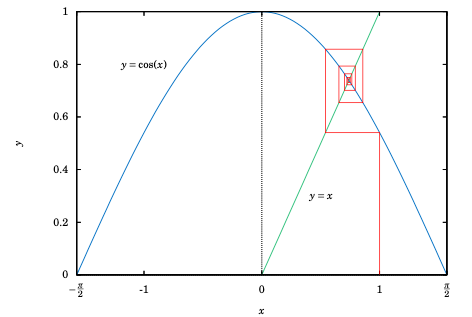 1
0.8
0.6
0.4
0.2
0
y
y = cos(x)
y = x
−π/2 -1 0 1 π/2
x